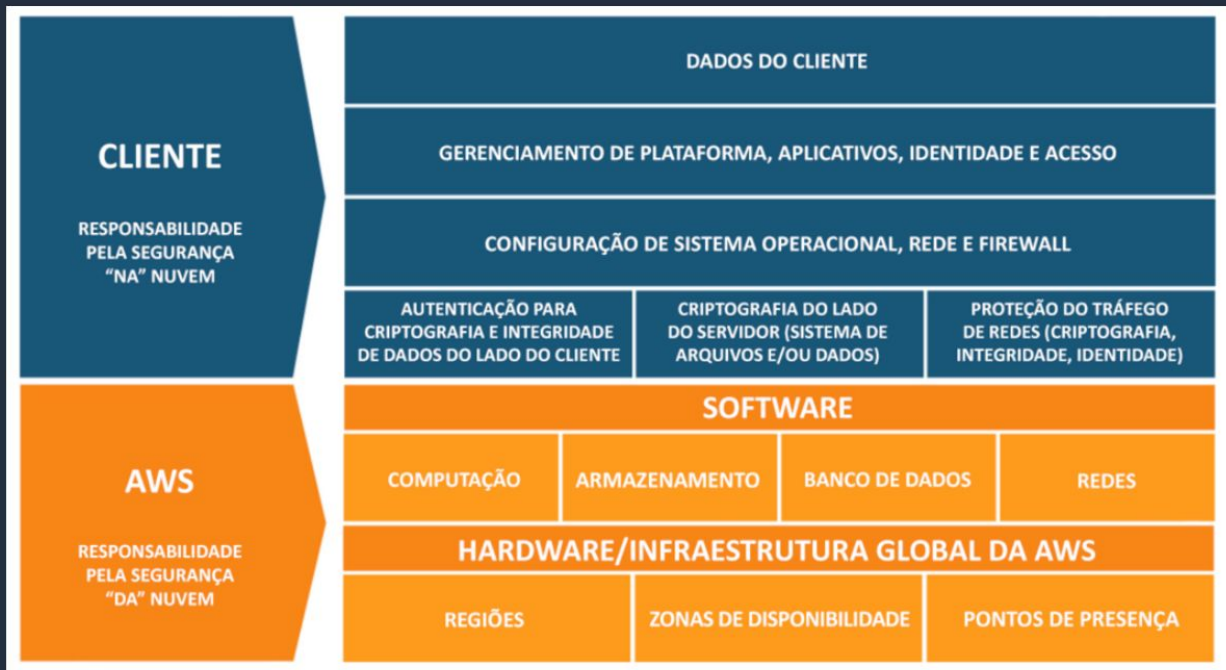 CLIENTE
RESPONSABILIDADE
PELA SEGURANÇA
“NA” NUVEM
DADOS DO CLIENTE
GERENCIAMENTO DE PLATAFORMA, APLICATIVOS, IDENTIDADE E ACESSO
CONFIGURAÇÃO DE SISTEMA OPERACIONAL, REDE E FIREWALL
AUTENTICAÇÃO PARA
CRIPTOGRAFIA E INTEGRIDADE
DE DADOS DO LADO DO CLIENTE
CRIPTOGRAFIA DO LADO
DO SERVIDOR (SISTEMA DE
ARQUIVOS E/OU DADOS)
PROTEÇÃO DO TRÁFEGO
DE REDES (CRIPTOGRAFIA,
INTEGRIDADE, IDENTIDADE)
AWS
RESPONSABILIDADE
PELA SEGURANÇA
“DA” NUVEM
SOFTWARE
COMPUTAÇÃO
ARMAZENAMENTO
BANCO DE DADOS
REDES
HARDWARE/INFRAESTRUTURA GLOBAL DA AWS
REGIÕES
ZONAS DE DISPONIBILIDADE
PONTOS DE PRESENÇA